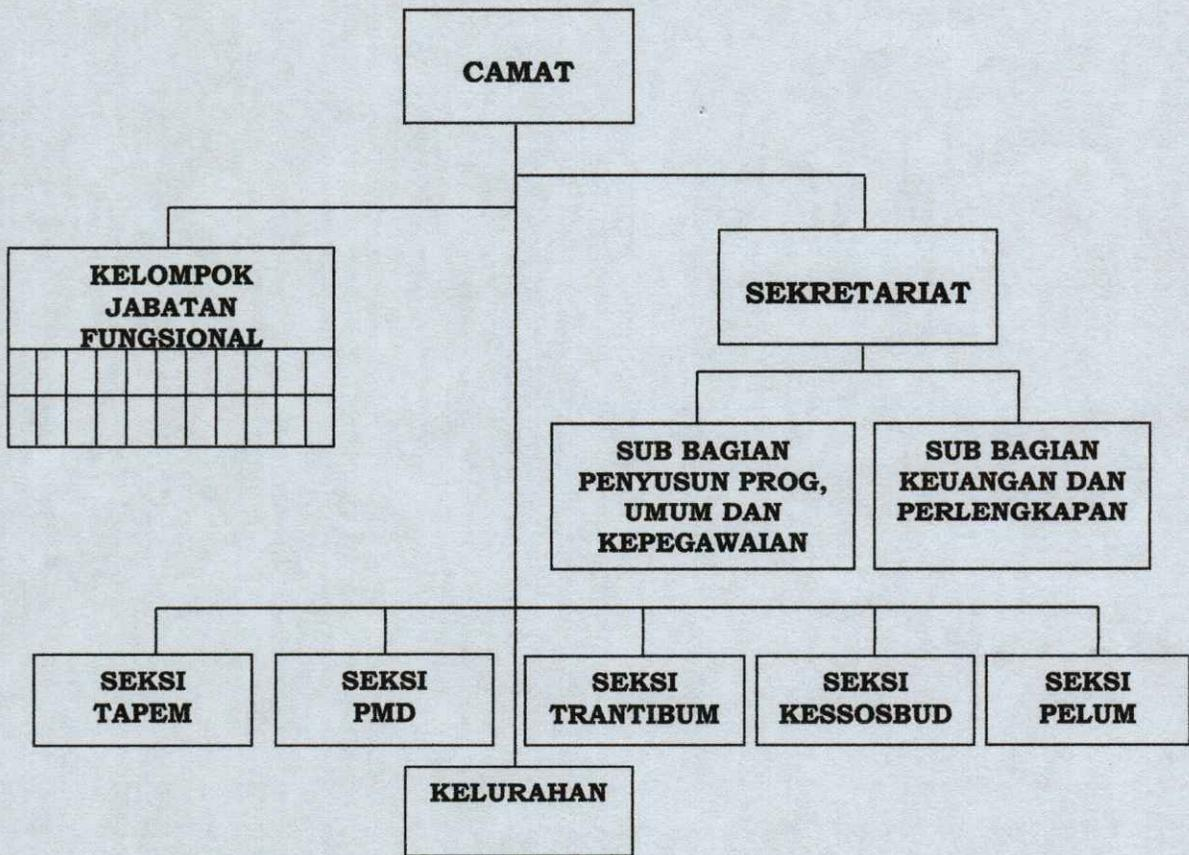 CAMAT
KELOMPOK
JABATAN
FUNGSIONAL
SEKRETARIAT
SUB BAGIAN
PENYUSUN PROG,
UMUM DAN
KEPEGAWAIAN
SUB BAGIAN
KEUANGAN DAN
PERLENGKAPAN
SEKSI
TAPEM
SEKSI
PMD
SEKSI
TRANTIBUM
SEKSI
KESSOSBUD
SEKSI
PELUM
KELURAHAN